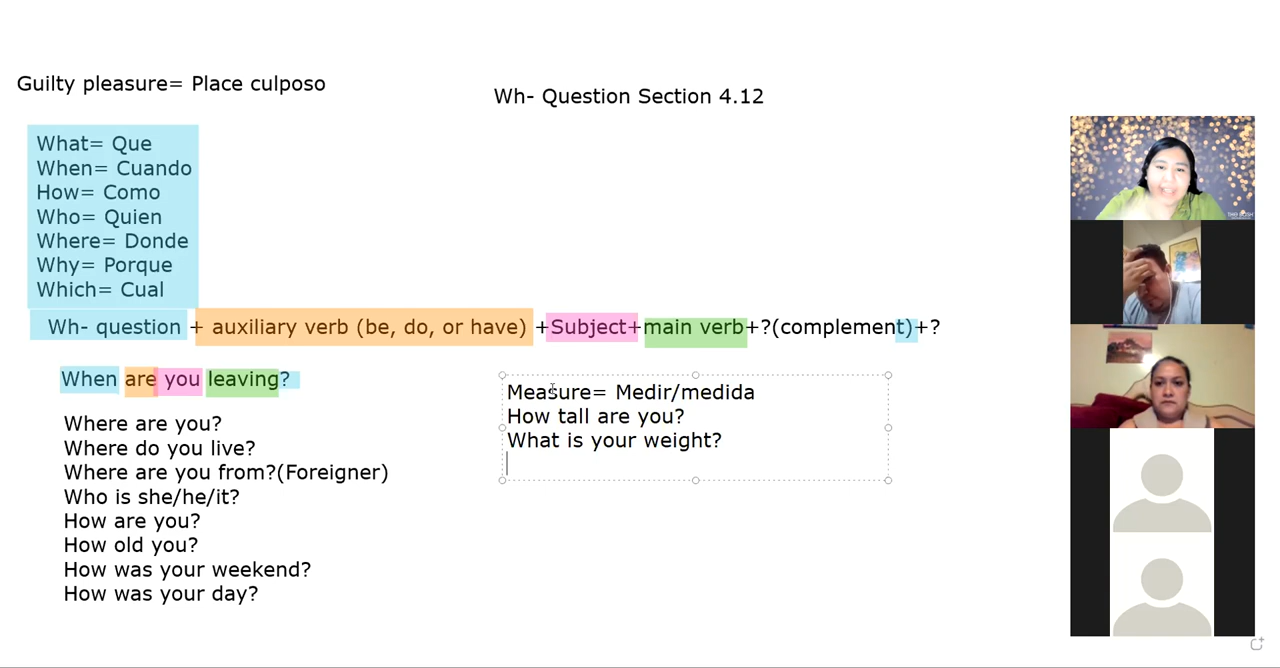 Guilty pleasure= Place culposo
Wh- Question Section 4.12
What= Que
When= Cuando
How= Como
Who= Quien
Where= Donde
Why= Porque
Which= Cual
Wh- question + auxiliary verb (be, do, or have) +Subject+main verb+?(complement)+?
When are you leaving?
Where are you?
Where do you live?
Where are you from?(Foreigner)
Who is she/he/it?
How are you?
How old you?
How was your weekend?
How was your day?
Measure= Medir/medida
How tall are you?
What is your weight?